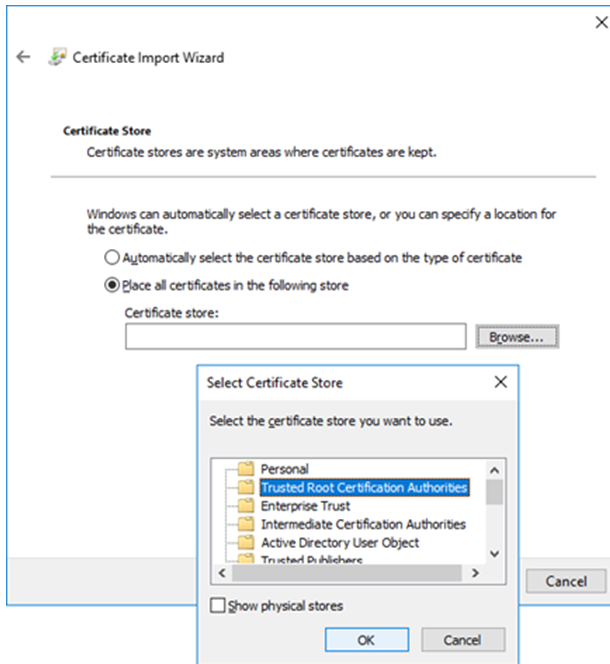 Certificate Import Wizard
Certificate Store
Certificate stores are system areas where certificates are kept.
Windows can automatically select a certificate store, or you can specify a location for
the certificate.
Automatically select the certificate store based on the type of certificate
Place all certificates in the following store
Certificate store:
Browse...
Select Certificate Store
Select the certificate store you want to use.
Personal
Trusted Root Certification Authorities
Enterprise Trust
Intermediate Certification Authorities
Active Directory User Object
Trusted Publishers
Show physical stores
OK
Cancel
Cancel